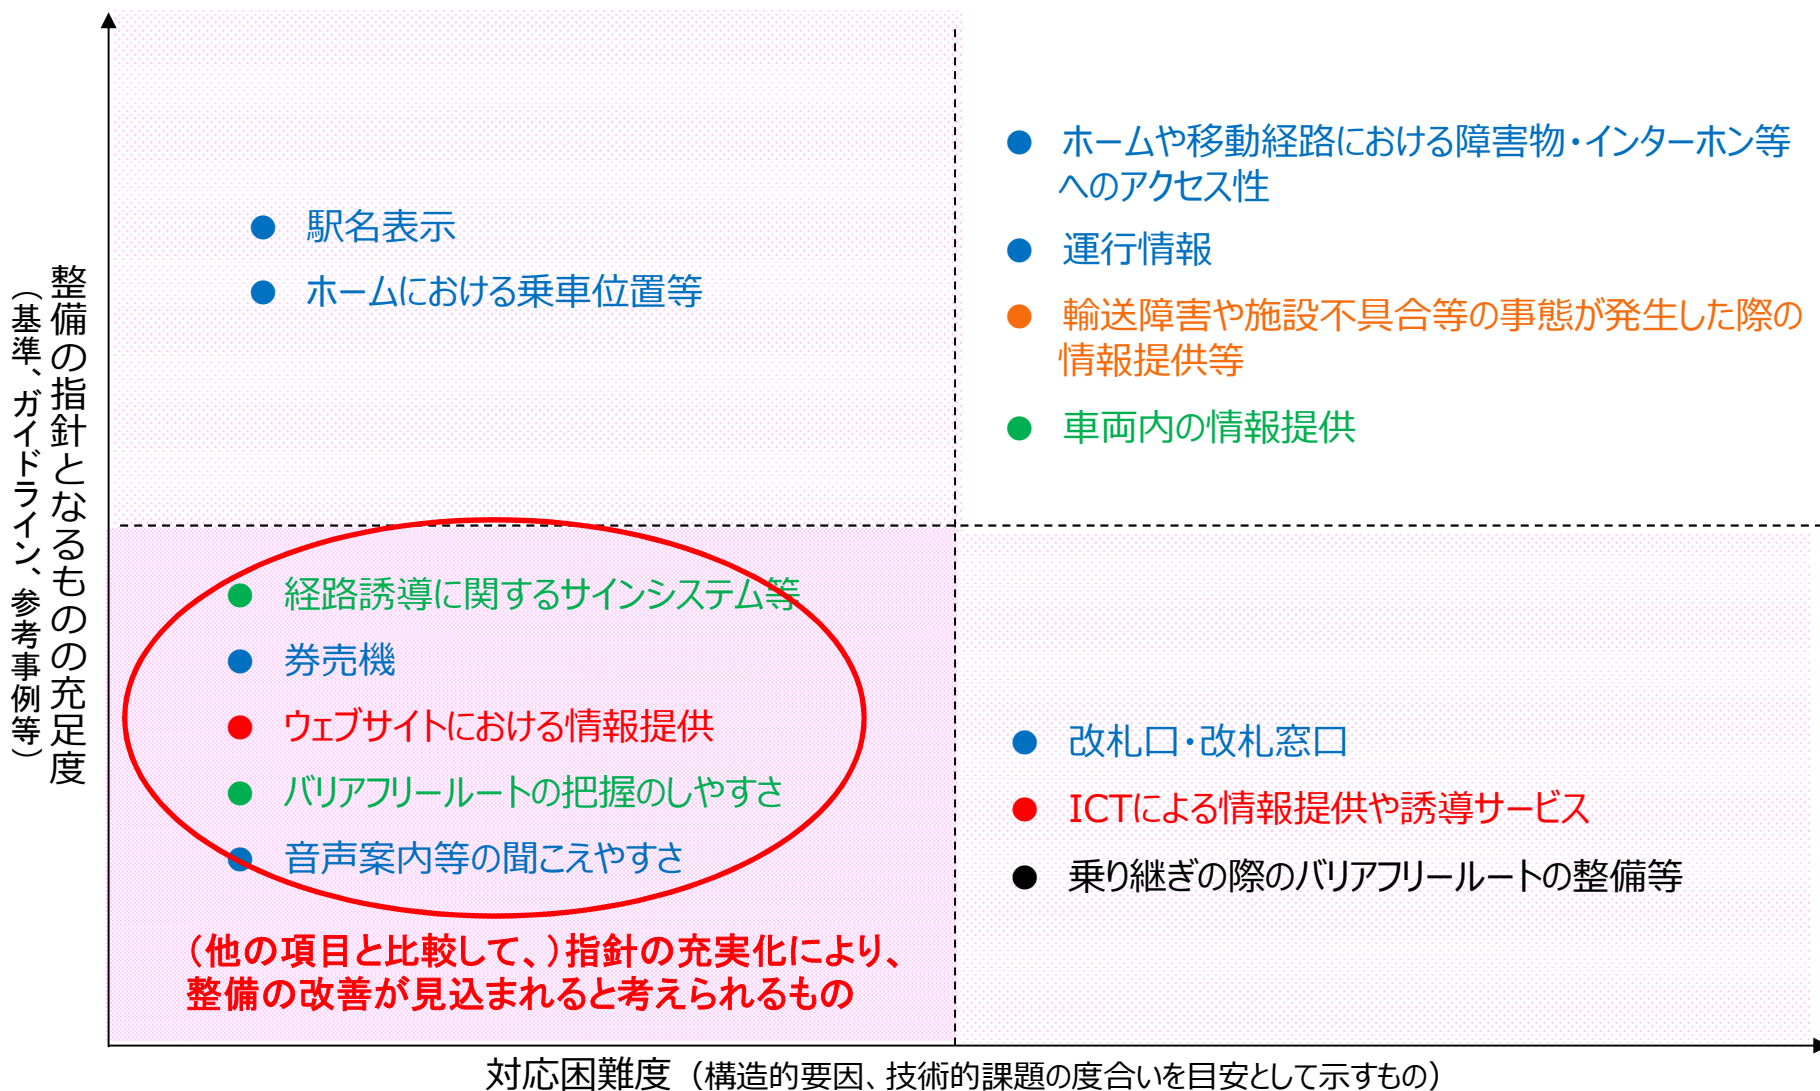 整備の指針となるものの充足度
（基準、ガイドライン、参考事例等）
● 駅名表示
● ホームにおける乗車位置等
● ホームや移動経路における障害物・インターホン等
へのアクセス性
● 運行情報
● 輸送障害や施設不具合等の事態が発生した際の
情報提供等
● 車両内の情報提供
● 経路誘導に関するサインシステム等
● 券売機
● ウェブサイトにおける情報提供
● バリアフリールートの把握のしやすさ
● 音声案内等の聞こえやすさ
（他の項目と比較して、）指針の充実化により、
整備の改善が見込まれると考えられるもの
● 改札口・改札窓口
● ICTによる情報提供や誘導サービス
● 乗り継ぎの際のバリアフリールートの整備等
対応困難度（構造的要因、技術的課題の度合いを目安として示すもの）